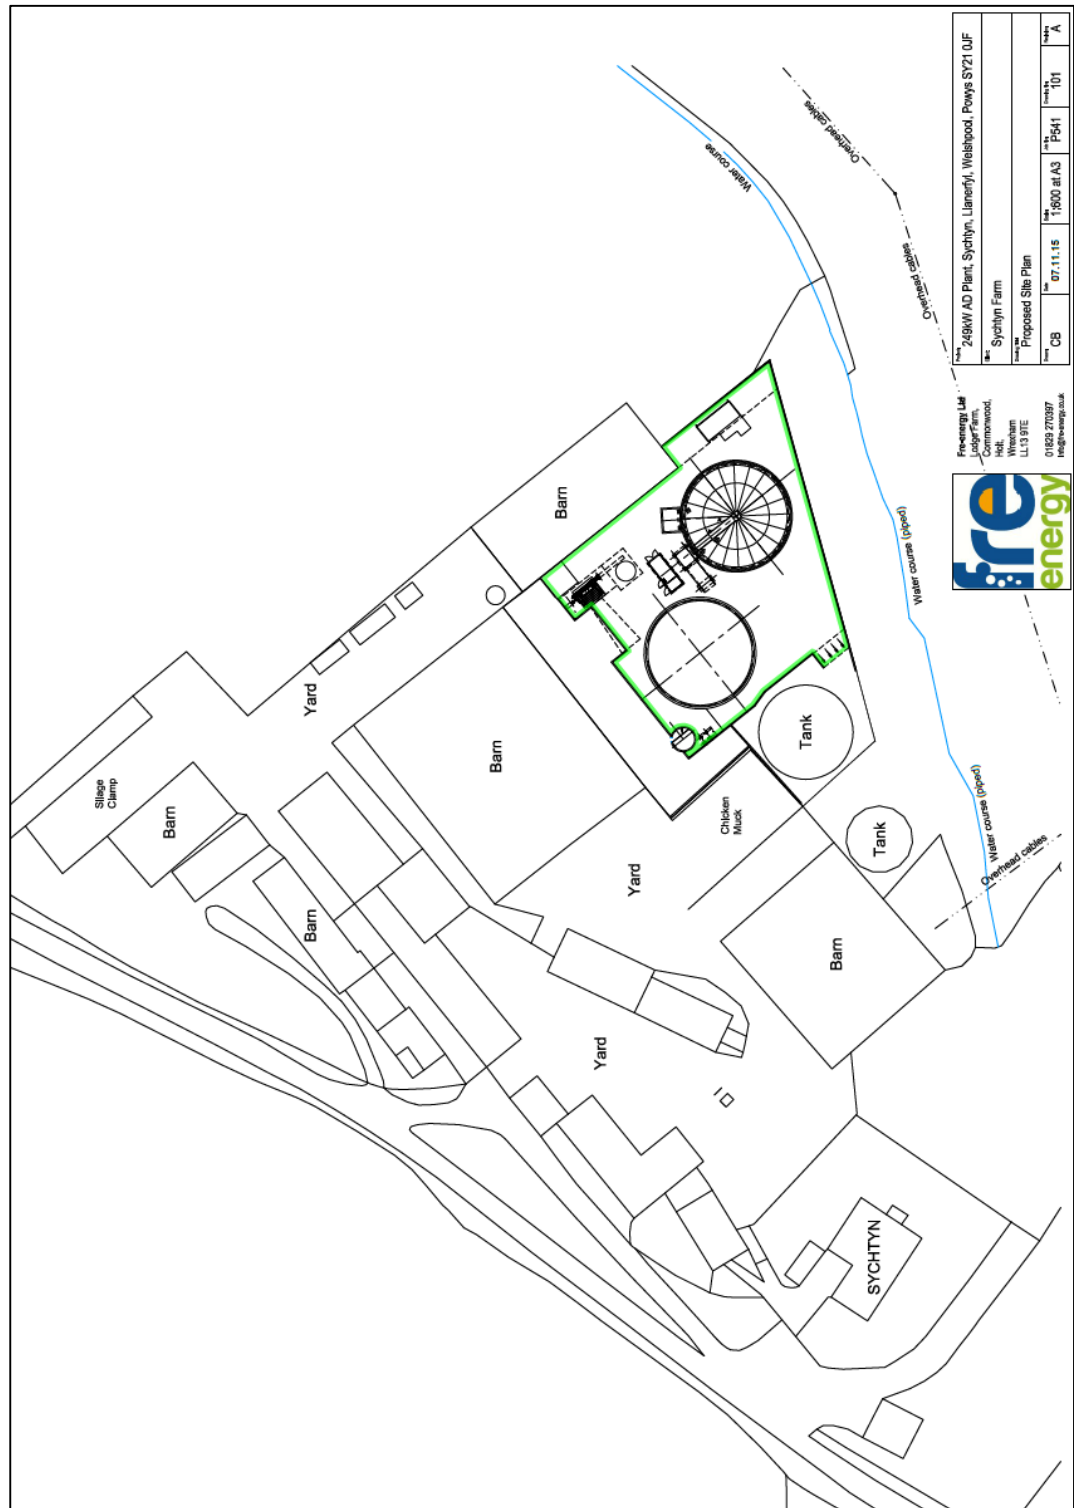 Overhead cables
Water course
Overhead cables
Barn
Water course (piped)
Yard
Silage
Clamp
Barn
Barn
Tank
Chicken
Muck
Tank
Water course (piped)
Overhead cables
Yard
Barn
Barn
Yard
SYCHTYN
fre
energy
Fre-energy Ltd
Lodge Farm,
Commonwood,
Holt,
Wrexham
LL13 9TE
01829 270397
info@fre-energy.co.uk
249kW AD Plant, Sychtyn, Llanerfyl, Welshpool, Powys SY21 0JF
Sychtyn Farm
Proposed Site Plan
CB
Date
07.11.15
Scale
1:600 at A3
P541
101
A